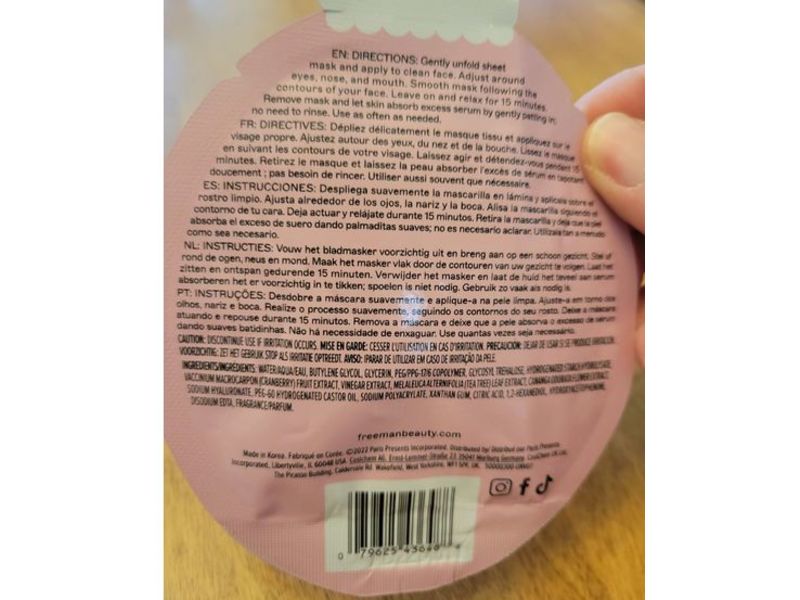 EN: DIRECTIONS: Gently unfold sheet
mask and apply to clean face. Adjust around
eyes, nose, and mouth. Smooth mask following the
contours of your face. Leave on and relax for 15 minutes.
Remove mask and let skin absorb excess serum by gently patting in;
no need to rinse. Use as often as needed.
FR: DIRECTIVES: Dépliez délicatement le masque tissu et appliquez sur le
visage propre. Ajustez autour des yeux, du nez et de la bouche. Lissez le masque
en suivant les contours de votre visage. Laissez agir et détendez-vous pendant 15
minutes. Retirez le masque et laissez la peau absorber l'excès de sérum en tapotant
doucement ; pas besoin de rincer. Utiliser aussi souvent que nécessaire.
ES: INSTRUCCIONES: Despliega suavemente la mascarilla en lámina y aplícala sobre el
rostro limpio. Ajusta alrededor de los ojos, la nariz y la boca. Alisa la mascarilla siguiendo el
contorno de tu cara. Deja actuar y relájate durante 15 minutos. Retira la mascarilla y deja que la piel
absorba el exceso de suero dando palmaditas suaves; no es necesario aclarar. Utilízala tan a menudo
como sea necesario.
NL: INSTRUCTIES: Vouw het bladmasker voorzichtig uit en breng aan op een schoon gezicht. Stel af
rond de ogen, neus en mond. Maak het masker vlak door de contouren van uw gezicht te volgen. Laat het
zitten en ontspan gedurende 15 minuten. Verwijder het masker en laat de huid het teveel aan serum
absorberen het er voorzichtig in te tikken; spoelen is niet nodig. Gebruik zo vaak als nodig is.
PT: INSTRUÇÕES: Desdobre a máscara suavemente e aplique-a na pele limpa. Ajuste-a em torno dos
olhos, nariz e boca. Realize o processo suavemente, seguindo os contornos do seu rosto. Deixe a máscara
atuando e repouse durante 15 minutos. Remova a máscara e deixe que a pele absorva o excesso de serum
dando suaves batidinhas. Não há necessidade de enxaguar. Use quantas vezes seja necessário.
CAUTION: DISCONTINUE USE IF IRRITATION OCCURS. MISE EN GARDE: CESSER L'UTILISATION EN CAS D'IRRITATION. PRECAUCIÓN: DEJAR DE USAR SI SE PRODUCE IRRITACIÓN.
VOORZICHTIG: ZET HET GEBRUIK STOP ALS IRRITATIE OPTREEDT. AVISO: PARAR DE UTILIZAR EM CASO DE IRRITAÇÃO DA PELE.
INGREDIENTS/INGRÉDIENTS: WATER/AQUA/EAU, BUTYLENE GLYCOL, GLYCERIN, PEG/PPG-17/6 COPOLYMER, GLYCOSYL TREHALOSE, HYDROGENATED STARCH HYDROLYSATE,
VACCINIUM MACROCARPON (CRANBERRY) FRUIT EXTRACT, VINEGAR EXTRACT, MELALEUCA ALTERNIFOLIA (TEA TREE) LEAF EXTRACT, CANANGA ODORATA FLOWER EXTRACT,
SODIUM HYALURONATE, PEG-60 HYDROGENATED CASTOR OIL, SODIUM POLYACRYLATE, XANTHAN GUM, CITRIC ACID, 1,2-HEXANEDIOL, HYDROXYACETOPHENONE,
DISODIUM EDTA, FRAGRANCE/PARFUM.
freemanbeauty.com
Made in Korea. Fabriqué en Corée. ©2022 Paris Presents Incorporated. Distributed by/ Distribué par Paris Presents
Incorporated, Libertyville, IL 60048 USA. Cosichem AG, Ernst-Lemmer-Straße 23 35041 Marburg Germany.
The Picasso Building, Caldervale Rd. Wakefield, West Yorkshire, WF1 5PF, UK.
0 79625 43646